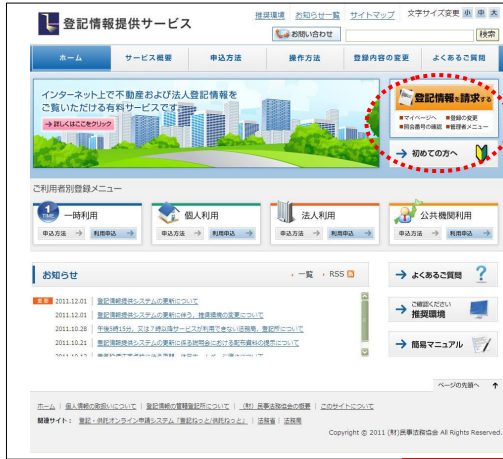 登記情報提供サービス
推奨環境 お知らせ一覧 サイトマップ 文字サイズ変更 小 中 大
お問い合わせ 検索
ホーム サービス概要 申込方法 操作方法 登録内容の変更 よくあるご質問
インターネット上で不動産および法人登記情報を
ご覧いただける有料サービスです
→詳しくはここをクリック
登記情報を請求する
■マイページへ ■登録の変更
■照会番号の確認 ■管理者メニュー
→ 初めての方へ
ご利用者別登録メニュー
1 TIME 一時利用 個人利用 法人利用 公共機関利用
申込方法 → 利用申込 → 申込方法 → 利用申込 → 申込方法 → 利用申込 → 申込方法 → 利用申込 →
お知らせ 一覧 RSS
重要 2011.12.01 登記情報提供システムの更新について
2011.12.01 登記情報提供システムの更新に伴う、推奨環境の変更について
2011.10.28 午後5時15分、又は7時以降サービスが利用できない法務局、登記所について
2011.10.21 登記情報提供システムの更新に係る説明会における配布資料の提示について
→ よくあるご質問 ?
→ ご確認ください
推奨環境
→ 簡易マニュアル
ページの先頭へ ↑
ホーム | 個人情報の取扱いについて | 登記情報の管轄登記所について | (財)民事法務協会の概要 | このサイトについて
関連サイト： 登記・供託オンライン申請システム「登記ねっと/供託ねっと」 | 法務省 | 法務局
Copyright © 2011 (財)民事法務協会 All Rights Reserved.